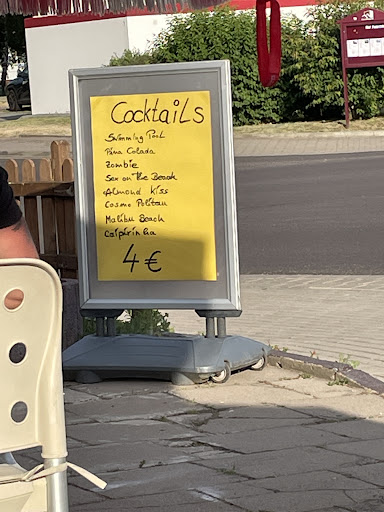 Cocktails
Swimming Pool
Pina Colada
Zombie
Sex on the Beach
Almond Kiss
Cosmo Politan
Malibu Beach
Caipirinha
4 €